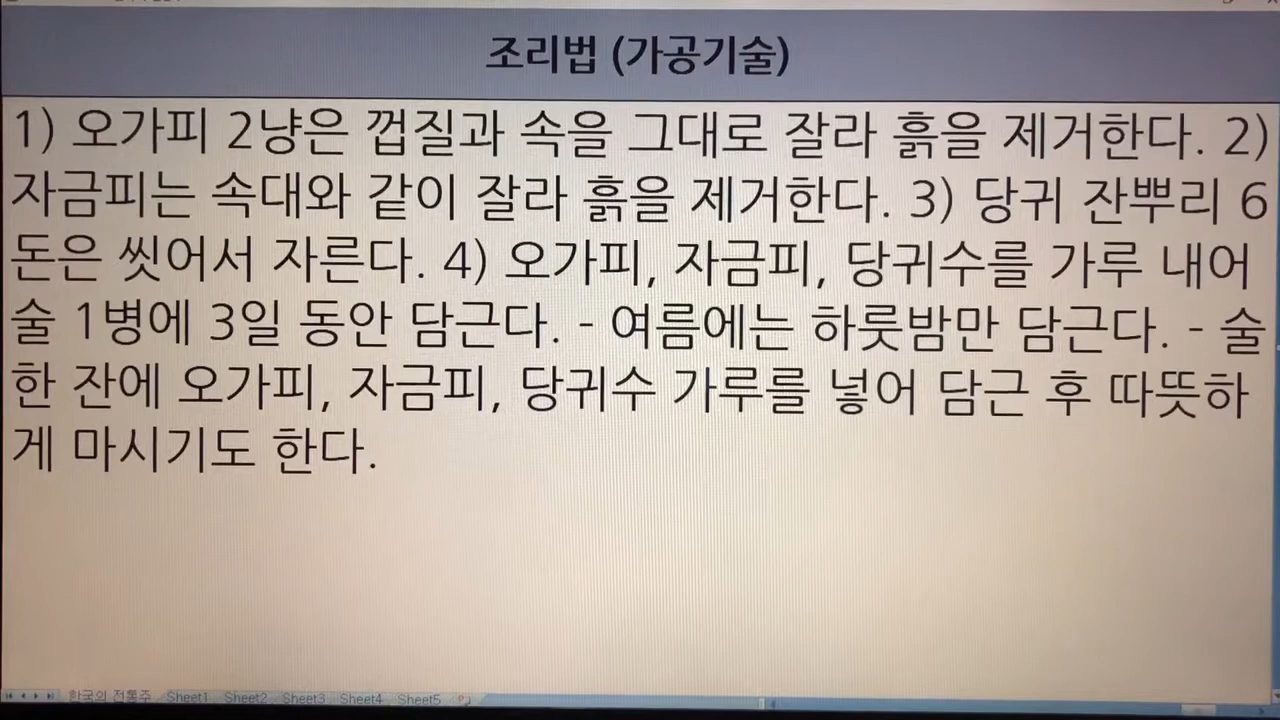 조리법 (가공기술)
1) 오가피 2냥은 껍질과 속을 그대로 잘라 흙을 제거한다. 2)
자금피는 속대와 같이 잘라 흙을 제거한다. 3) 당귀 잔뿌리 6
돈은 씻어서 자른다. 4) 오가피, 자금피, 당귀수를 가루 내어
술 1병에 3일 동안 담근다. - 여름에는 하룻밤만 담근다. - 술
한 잔에 오가피, 자금피, 당귀수 가루를 넣어 담근 후 따뜻하
게 마시기도 한다.
한국의 전통주 Sheet1 Sheet2 Sheet3 Sheet4 Sheet5